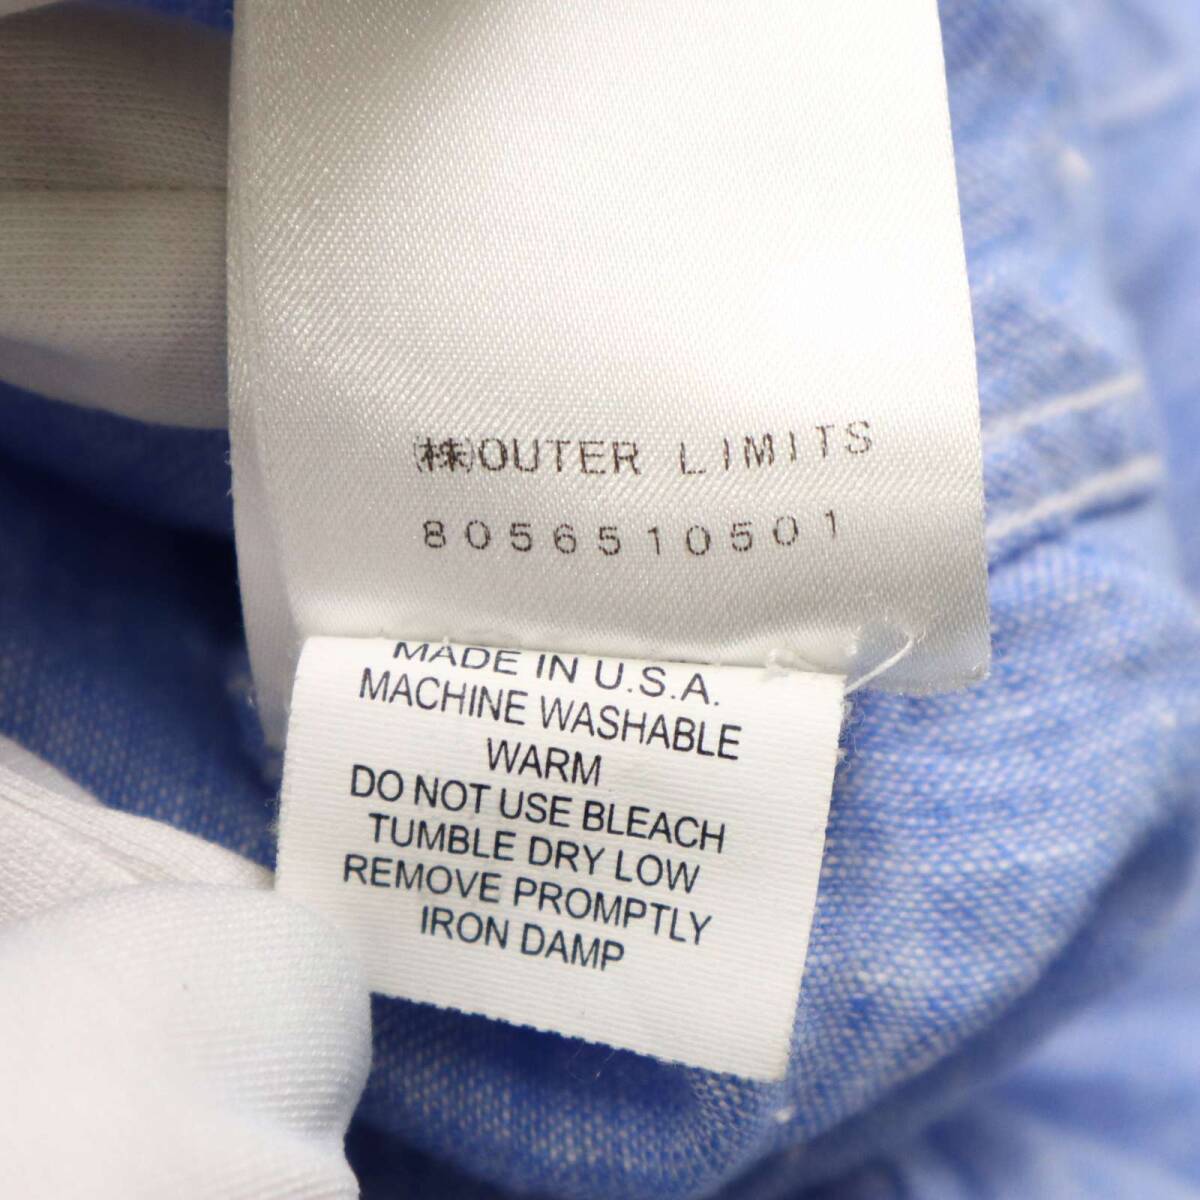 ㈱OUTER LIMITS
8056510501
MADE IN U.S.A.
MACHINE WASHABLE
WARM
DO NOT USE BLEACH
TUMBLE DRY LOW
REMOVE PROMPTLY
IRON DAMP